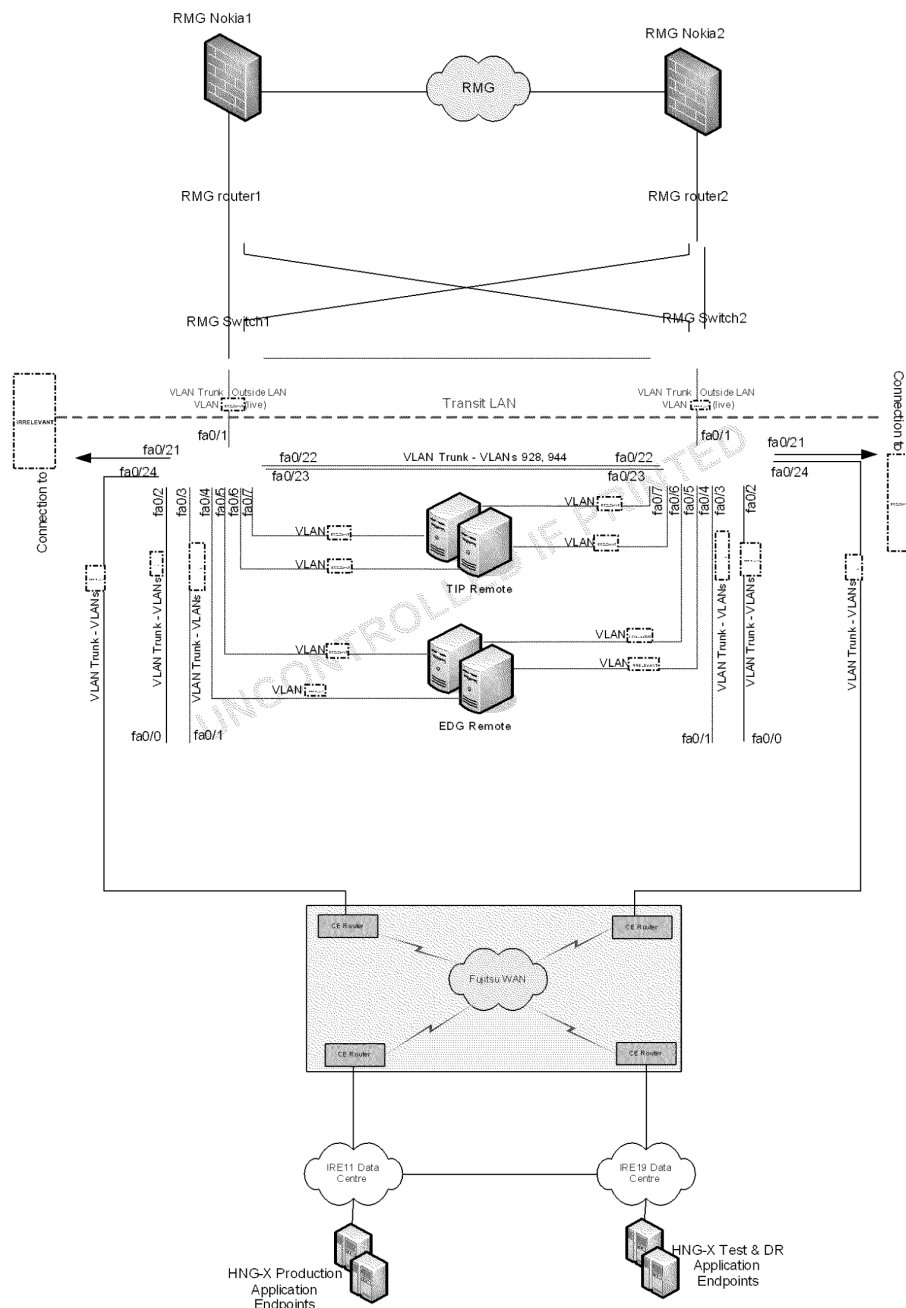 RMG Nokia1
RMG Nokia2
RMG
RMG router1
RMG router2
RMG Switch1
RMG Switch2
VLAN Trunk
Outside LAN
VLAN
(live)
VLAN Trunk
Outside LAN
VLAN
(live)
Transit LAN
IRRELEVANT
Connection to
Connection to
fa0/1
fa0/1
fa0/21
fa0/24
fa0/21
fa0/24
fa0/22
VLAN Trunk - VLANs 928, 944
fa0/22
fa0/23
fa0/23
fa0/2
fa0/3
fa0/4
fa0/5
fa0/6
fa0/7
fa0/7
fa0/6
fa0/5
fa0/4
fa0/3
fa0/2
VLAN
VLAN
VLAN
VLAN
TIP Remote
VLAN
VLAN
VLAN
VLAN
IRRELEVANT
EDG Remote
VLAN Trunk - VLANs
VLAN Trunk - VLANs
VLAN Trunk - VLANs
VLAN Trunk - VLANs
VLAN Trunk - VLANs
VLAN Trunk - VLANs
fa0/0
fa0/1
fa0/1
fa0/0
UNCONTROLLED IF PRINTED
CE Router
CE Router
Fujitsu WAN
CE Router
CE Router
IRE11 Data
Centre
IRE19 Data
Centre
HNG-X Production
Application
Endpoints
HNG-X Test & DR
Application
Endpoints